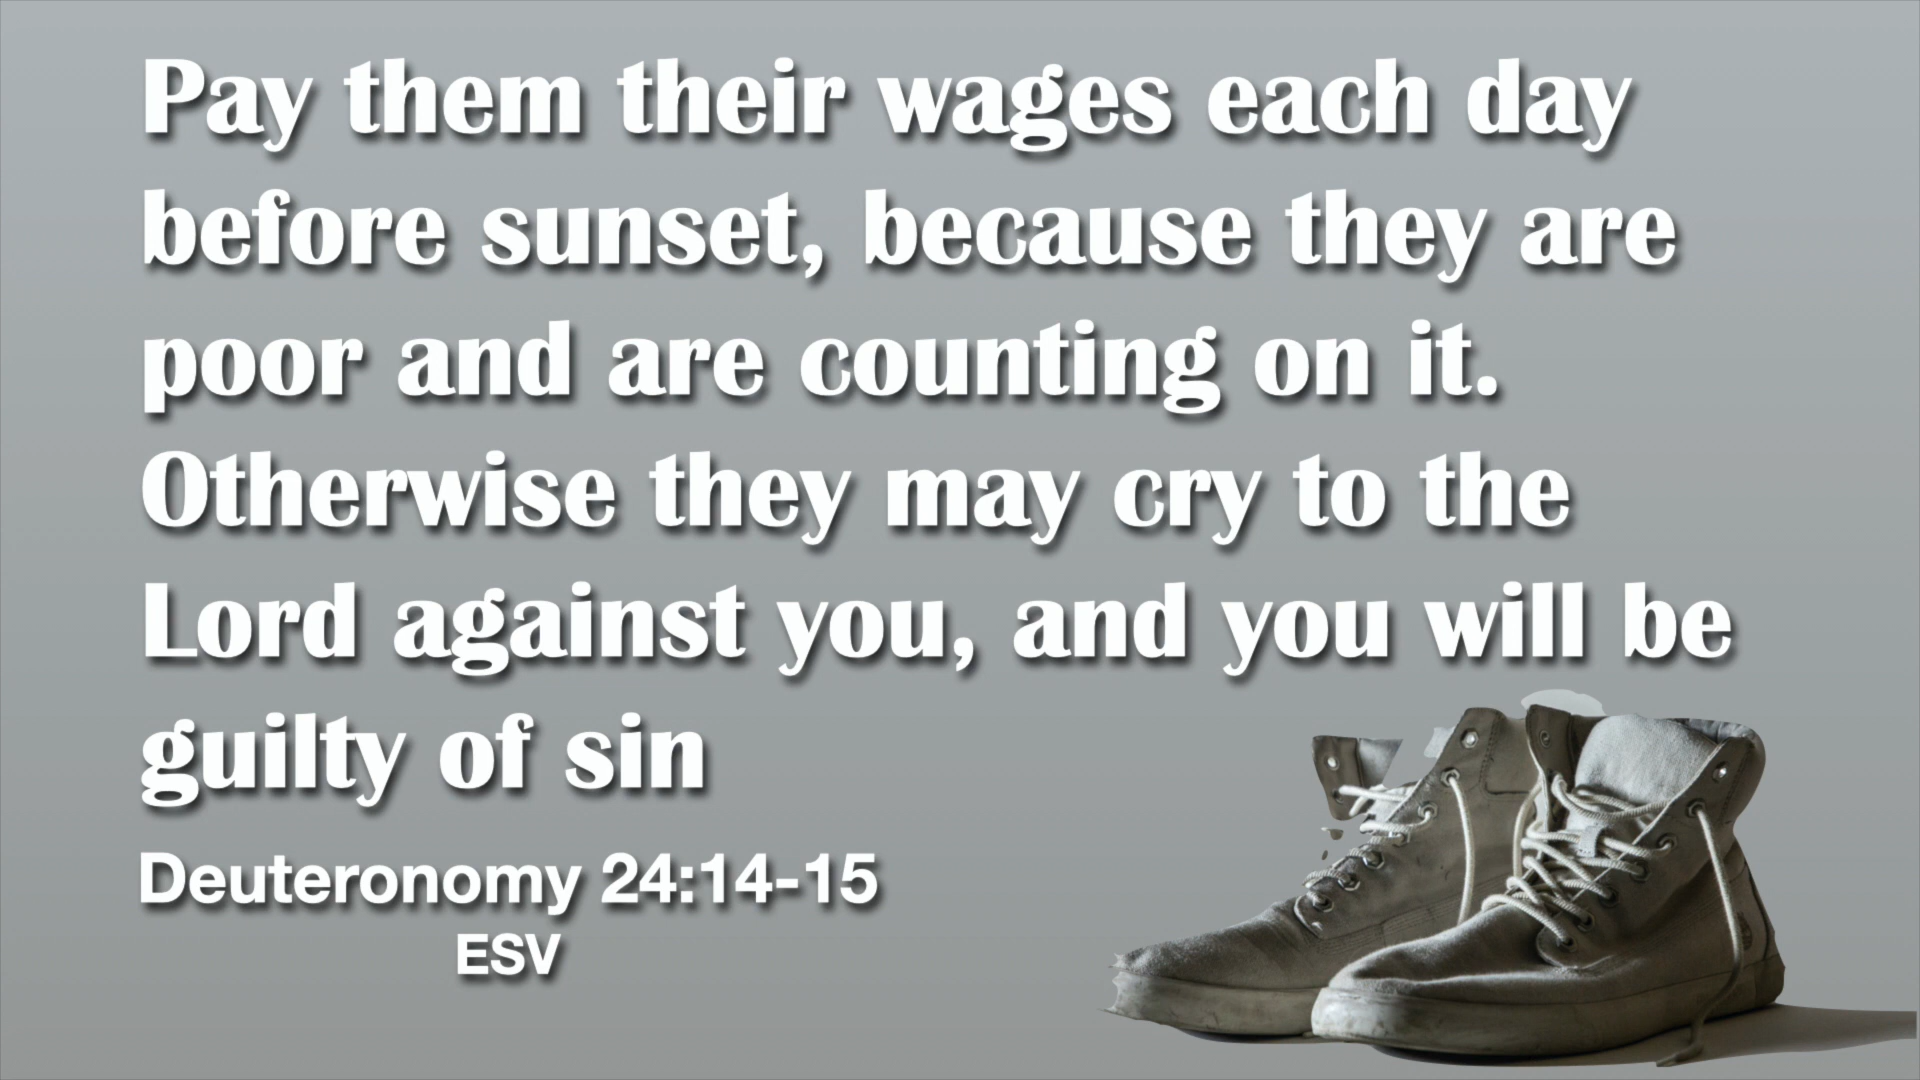 Pay them their wages each day
before sunset, because they are
poor and are counting on it.
Otherwise they may cry to the
Lord against you, and you will be
guilty of sin
Deuteronomy 24:14-15
ESV